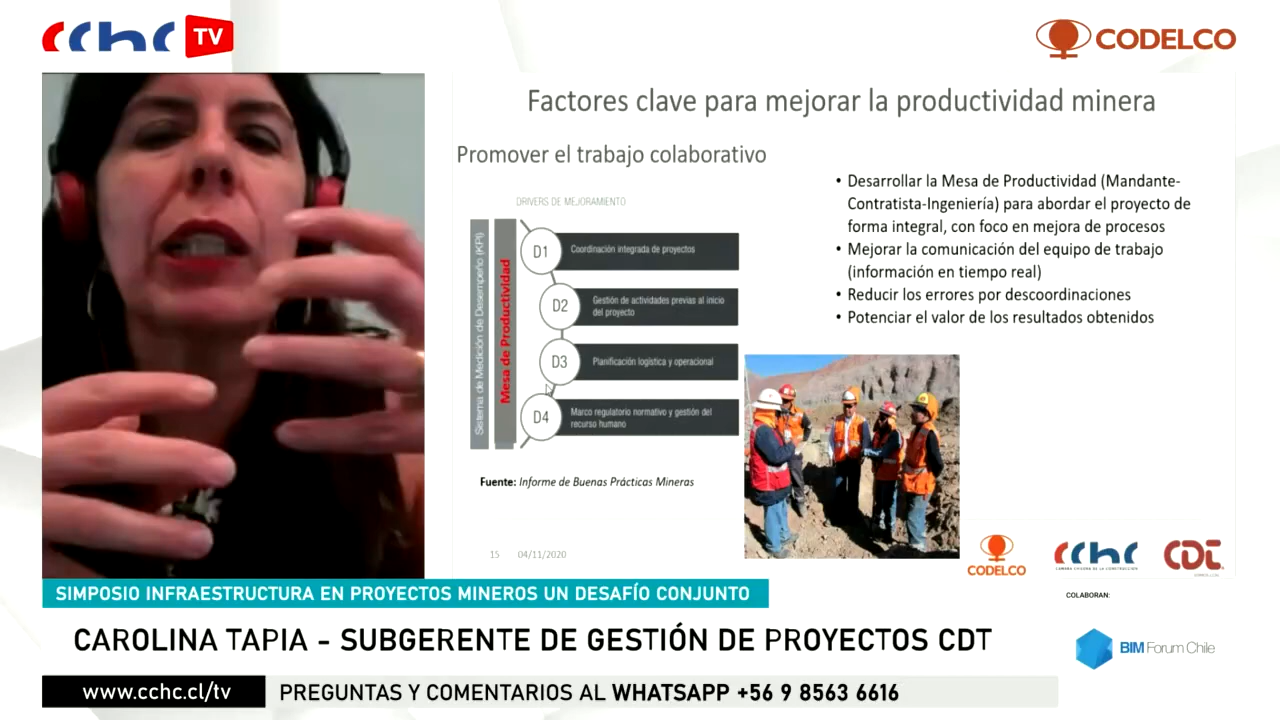 cchc TV
CODELCO
Factores clave para mejorar la productividad minera
Promover el trabajo colaborativo
DRIVERS DE MEJORAMIENTO
Sistema de Medición de Desempeño (KPI)
Mesa de Productividad
D1 Coordinación integrada de proyectos
D2 Gestión de actividades previas al inicio
del proyecto
D3 Planificación logística y operacional
D4 Marco regulatorio normativo y gestión del
recurso humano
Fuente: Informe de Buenas Prácticas Mineras
• Desarrollar la Mesa de Productividad (Mandante-
Contratista-Ingeniería) para abordar el proyecto de
forma integral, con foco en mejora de procesos
• Mejorar la comunicación del equipo de trabajo
(información en tiempo real)
• Reducir los errores por descoordinaciones
• Potenciar el valor de los resultados obtenidos
15 04/11/2020
CODELCO
cchc
CÁMARA CHILENA DE LA CONSTRUCCIÓN
CDT
SIMPOSIO INFRAESTRUCTURA EN PROYECTOS MINEROS UN DESAFÍO CONJUNTO
COLABORAN:
CAROLINA TAPIA - SUBGERENTE DE GESTIÓN DE PROYECTOS CDT
BIM Forum Chile
www.cchc.cl/tv
PREGUNTAS Y COMENTARIOS AL WHATSAPP +56 9 8563 6616